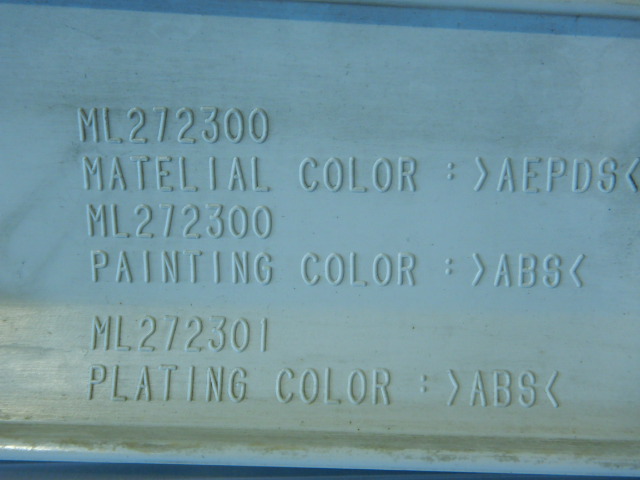 ML272300
MATELIAL COLOR : >AEPDS<
ML272300
PAINTING COLOR : >ABS<
ML272301
PLATING COLOR : >ABS<